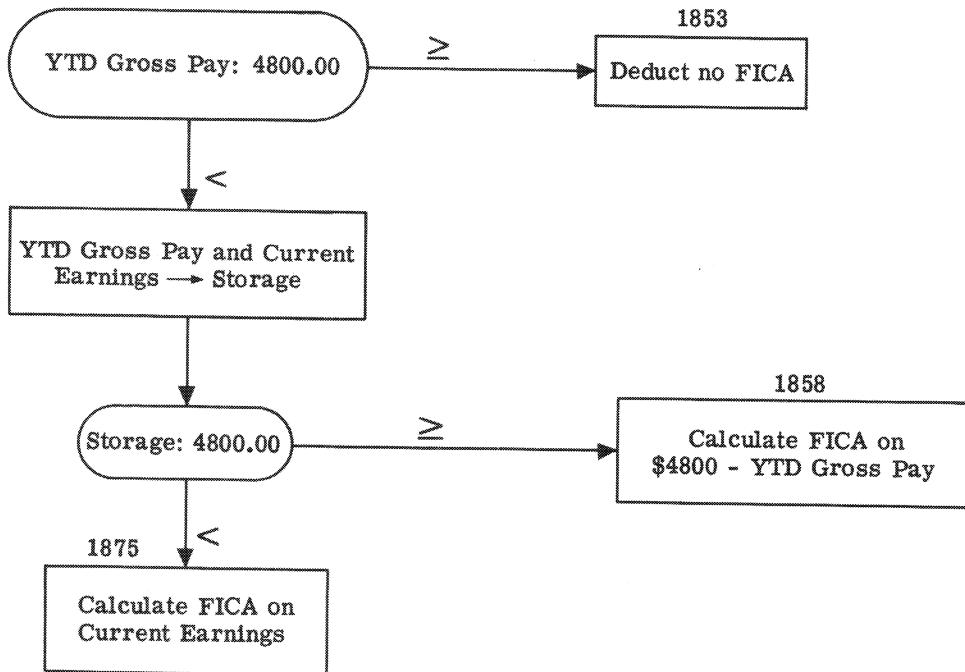 1853
YTD Gross Pay: 4800.00
≥
Deduct no FICA
<
YTD Gross Pay and Current
Earnings → Storage
1858
Storage: 4800.00
≥
Calculate FICA on
$4800 - YTD Gross Pay
<
1875
Calculate FICA on
Current Earnings